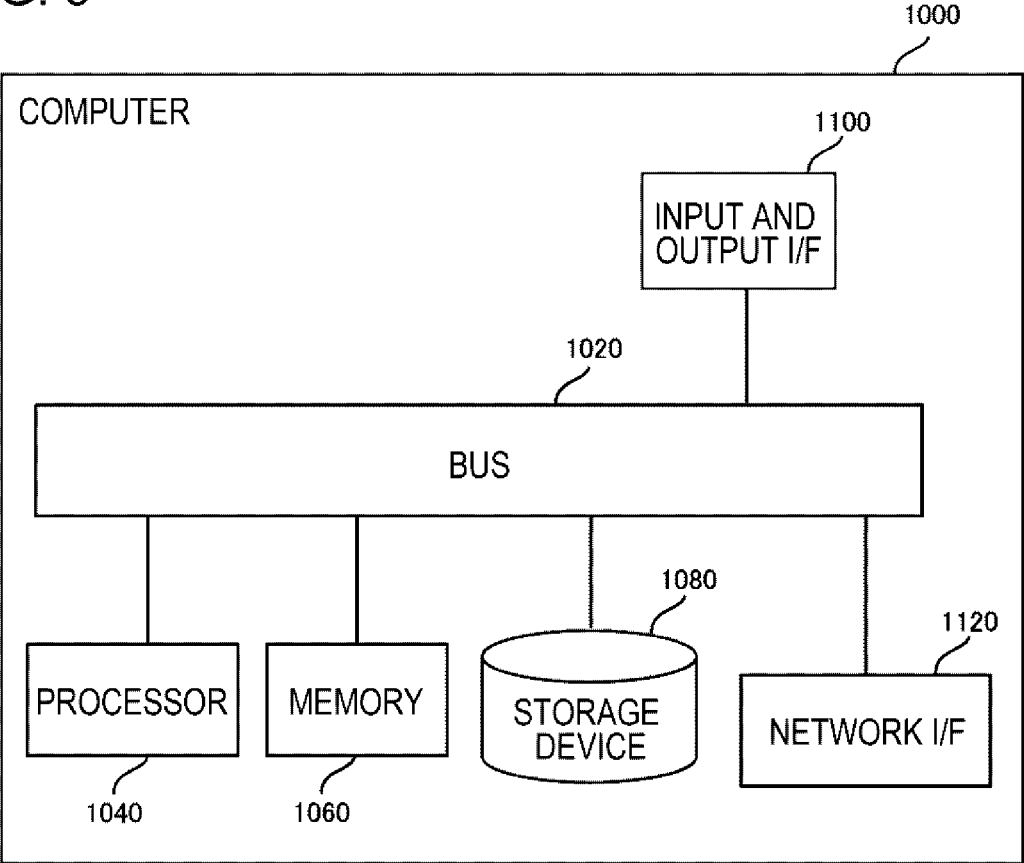 1000
COMPUTER
1100
INPUT AND
OUTPUT I/F
1020
BUS
1080
1120
PROCESSOR
MEMORY
STORAGE
DEVICE
NETWORK I/F
1040
1060